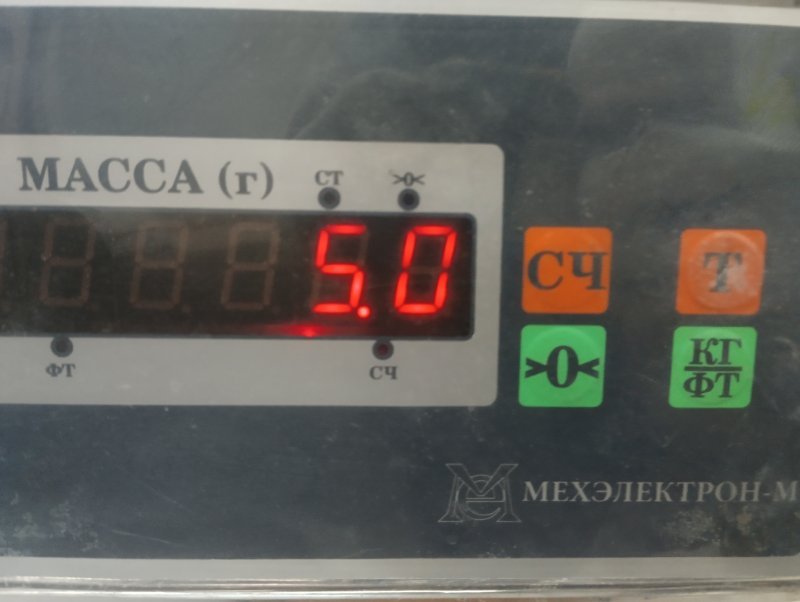 МАССА (г)
СТ
>0<
5.0
ФТ
СЧ
СЧ
Т
>0<
КГ
ФТ
МЕХЭЛЕКТРОН-М